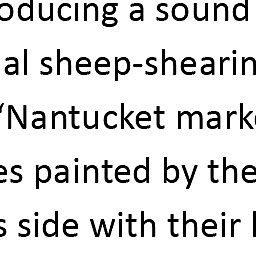 oducing a sound
al sheep-shearin
"Nantucket mark
es painted by the
s side with their